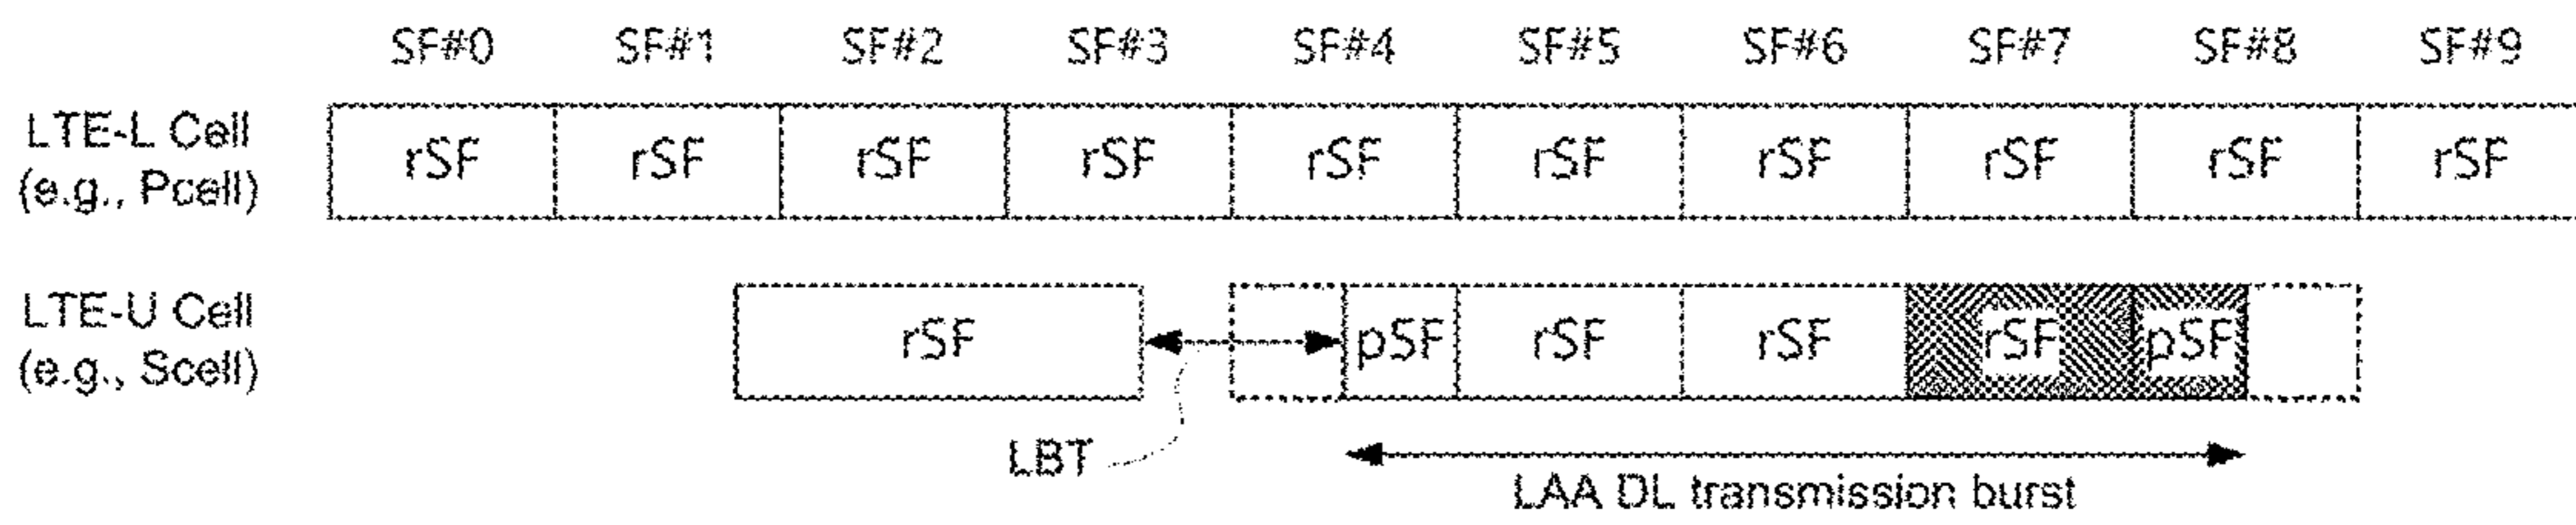 SF#0 SF#1 SF#2 SF#3 SF#4 SF#5 SF#6 SF#7 SF#8 SF#9
LTE-L Cell
(e.g., Pcell)
rSF rSF rSF rSF rSF rSF rSF rSF rSF rSF
LTE-U Cell
(e.g., Scell)
rSF pSF rSF rSF rSF pSF
LBT
LAA DL transmission burst